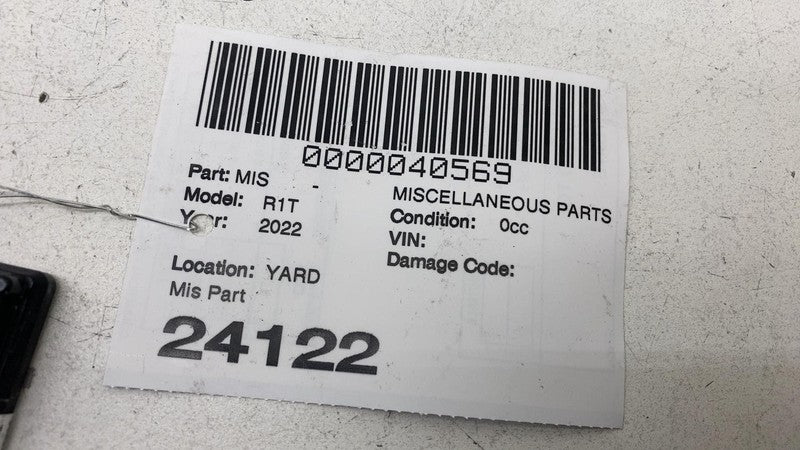 0000040569
Part: MIS - MISCELLANEOUS PARTS
Model: R1T Condition: 0cc
Year: 2022 VIN:
Damage Code:
Location: YARD
Mis Part
24122